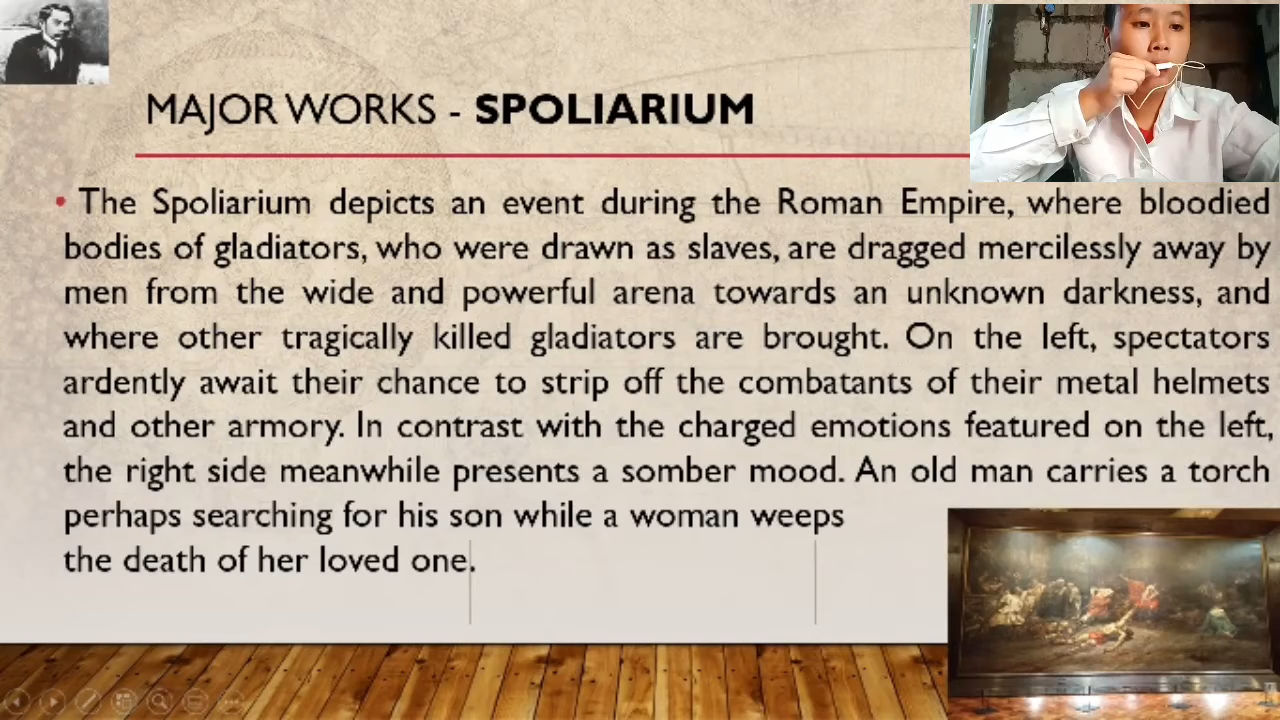 MAJOR WORKS - SPOLIARIUM
• The Spoliarium depicts an event during the Roman Empire, where bloodied
bodies of gladiators, who were drawn as slaves, are dragged mercilessly away by
men from the wide and powerful arena towards an unknown darkness, and
where other tragically killed gladiators are brought. On the left, spectators
ardently await their chance to strip off the combatants of their metal helmets
and other armory. In contrast with the charged emotions featured on the left,
the right side meanwhile presents a somber mood. An old man carries a torch
perhaps searching for his son while a woman weeps
the death of her loved one.